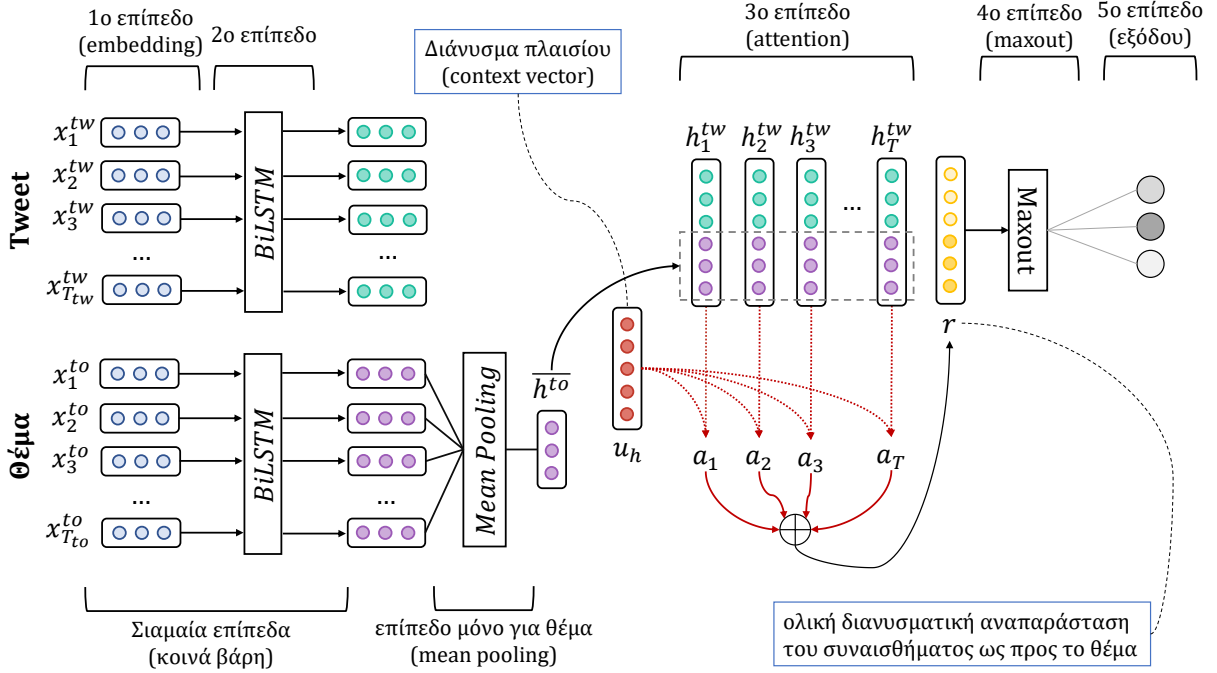 1ο επίπεδο
(embedding)
2ο επίπεδο
Διάνυσμα πλαισίου
(context vector)
3ο επίπεδο
(attention)
4ο επίπεδο
(maxout)
5ο επίπεδο
(εξόδου)
Tweet
x_1^{tw}
x_2^{tw}
x_3^{tw}
...
x_{T_{tw}}^{tw}
BiLSTM
...
h_1^{tw}
h_2^{tw}
h_3^{tw}
h_T^{tw}
...
Maxout
r
Θέμα
x_1^{to}
x_2^{to}
x_3^{to}
...
x_{T_{to}}^{to}
BiLSTM
...
Mean Pooling
\overline{h^{to}}
u_h
a_1
a_2
a_3
a_T
Σιαμαία επίπεδα
(κοινά βάρη)
επίπεδο μόνο για θέμα
(mean pooling)
ολική διανυσματική αναπαράσταση
του συναισθήματος ως προς το θέμα